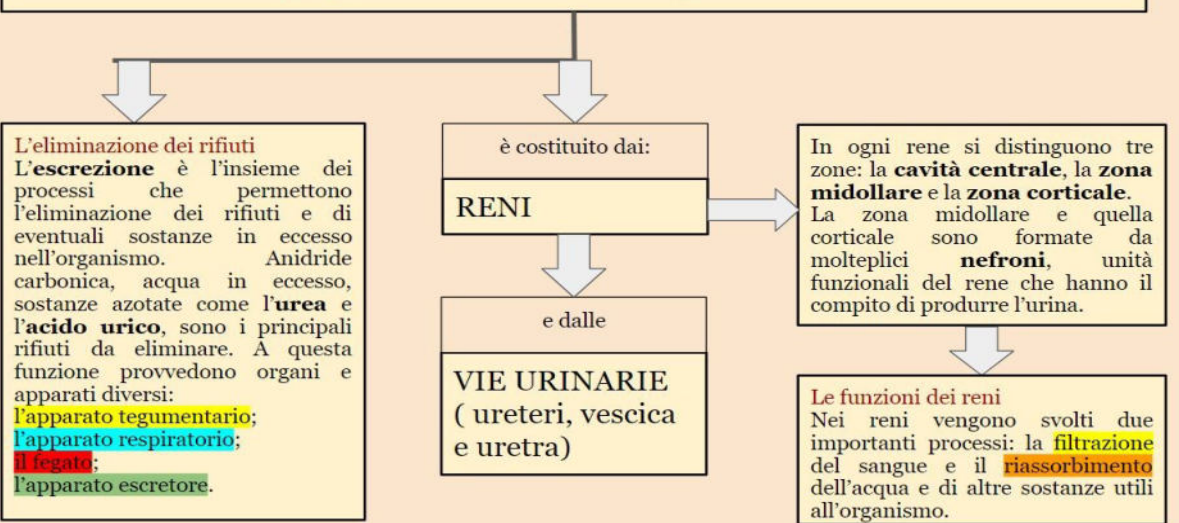 L'eliminazione dei rifiuti
L'escrezione è l'insieme dei
processi che permettono
l'eliminazione dei rifiuti e di
eventuali sostanze in eccesso
nell'organismo. Anidride
carbonica, acqua in eccesso,
sostanze azotate come l'urea e
l'acido urico, sono i principali
rifiuti da eliminare. A questa
funzione provvedono organi e
apparati diversi:
l'apparato tegumentario;
l'apparato respiratorio;
il fegato;
l'apparato escretore.
è costituito dai:
RENI
e dalle
VIE URINARIE
( ureteri, vescica
e uretra)
In ogni rene si distinguono tre
zone: la cavità centrale, la zona
midollare e la zona corticale.
La zona midollare e quella
corticale sono formate da
molteplici nefroni, unità
funzionali del rene che hanno il
compito di produrre l'urina.
Le funzioni dei reni
Nei reni vengono svolti due
importanti processi: la filtrazione
del sangue e il riassorbimento
dell'acqua e di altre sostanze utili
all'organismo.